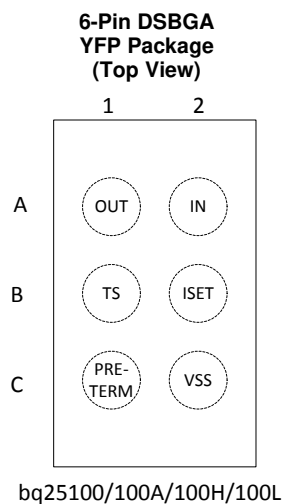 6-Pin DSBGA
YFP Package
(Top View)
1 2
A OUT IN
B TS ISET
C PRE-
TERM VSS
bq25100/100A/100H/100L